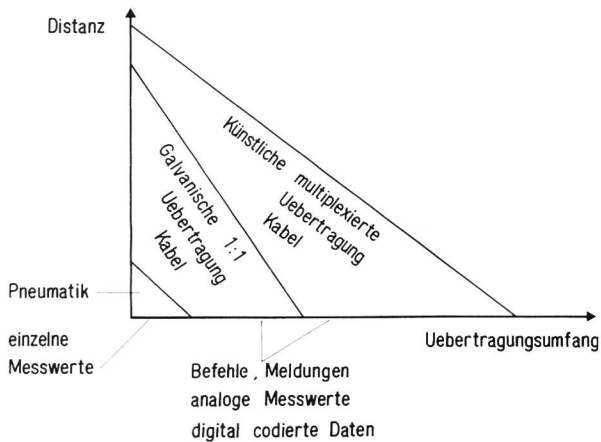 Distanz
Künstliche multiplexierte
Uebertragung
Kabel
Galvanische 1:1
Uebertragung
Kabel
Pneumatik
einzelne
Messwerte
Uebertragungsumfang
Befehle, Meldungen
analoge Messwerte
digital codierte Daten